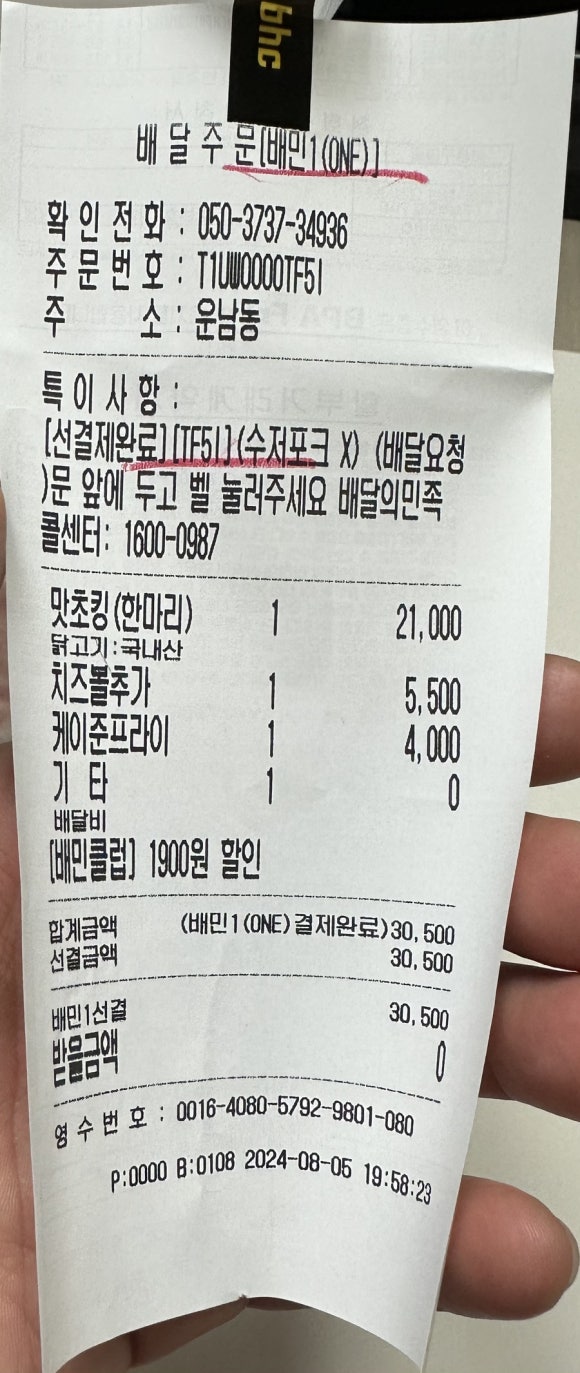 bhc
배 달 주 문[배민1(ONE)]
확 인 전 화 : 050-3737-34936
주 문 번 호 : T1UW0000TF5I
주 소 : 운남동
특 이 사 항 :
[선결제완료][TF5I](수저포크 X) (배달요청
)문 앞에 두고 벨 눌러주세요 배달의민족
콜센터: 1600-0987
맛초킹(한마리) 1 21,000
닭고기:국내산
치즈볼추가 1 5,500
케이준프라이 1 4,000
기 타 1 0
배달비
[배민클럽] 1900원 할인
합계금액 (배민1(ONE)결제완료)30,500
선결금액 30,500
배민1선결 30,500
받을금액 0
영 수 번 호 : 0016-4080-5792-9801-080
P:0000 B:0108 2024-08-05 19:58:23